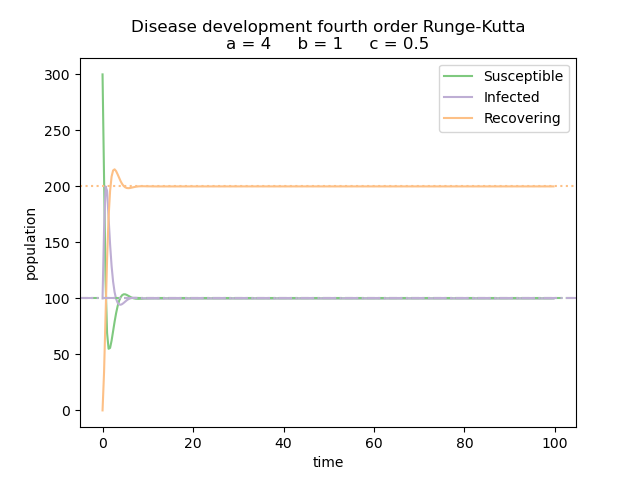 Disease development fourth order Runge-Kutta
a = 4 b = 1 c = 0.5
300
250
200
150
100
50
0
population
Susceptible
Infected
Recovering
0 20 40 60 80 100
time